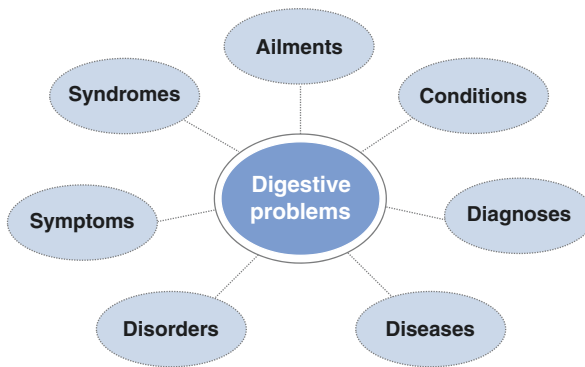 Ailments
Syndromes
Conditions
Digestive
problems
Symptoms
Diagnoses
Disorders
Diseases